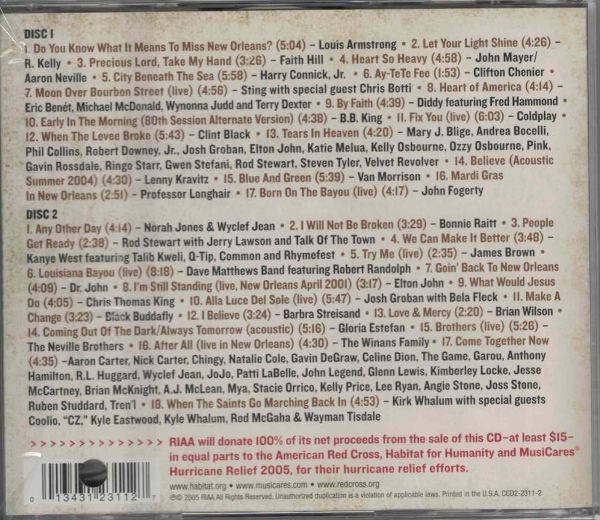 DISC 1
1. Do You Know What It Means To Miss New Orleans? (5:04) – Louis Armstrong • 2. Let Your Light Shine (4:26) –
R. Kelly • 3. Precious Lord, Take My Hand (3:26) – Faith Hill • 4. Heart So Heavy (4:58) – John Mayer/
Aaron Neville • 5. City Beneath The Sea (5:58) – Harry Connick, Jr. • 6. Ay-TeTe Fee (1:53) – Clifton Chenier •
7. Moon Over Bourbon Street (live) (4:56) – Sting with special guest Chris Botti • 8. Heart of America (4:14) –
Eric Benét, Michael McDonald, Wynonna Judd and Terry Dexter • 9. By Faith (4:39) – Diddy featuring Fred Hammond •
10. Early In The Morning (80th Session Alternate Version) (4:38) – B.B. King • 11. Fix You (live) (6:03) – Coldplay •
12. When The Levee Broke (5:43) – Clint Black • 13. Tears In Heaven (4:20) – Mary J. Blige, Andrea Bocelli,
Phil Collins, Robert Downey, Jr., Josh Groban, Elton John, Katie Melua, Kelly Osbourne, Ozzy Osbourne, Pink,
Gavin Rossdale, Ringo Starr, Gwen Stefani, Rod Stewart, Steven Tyler, Velvet Revolver • 14. Believe (Acoustic
Summer 2004) (4:30) – Lenny Kravitz • 15. Blue And Green (5:39) – Van Morrison • 16. Mardi Gras
In New Orleans (2:51) – Professor Longhair • 17. Born On The Bayou (live) (4:17) – John Fogerty
DISC 2
1. Any Other Day (4:14) – Norah Jones & Wyclef Jean • 2. I Will Not Be Broken (3:29) – Bonnie Raitt • 3. People
Get Ready (2:38) – Rod Stewart with Jerry Lawson and Talk Of The Town • 4. We Can Make It Better (3:48) –
Kanye West featuring Talib Kweli, Q-Tip, Common and Rhymefest • 5. Try Me (live) (2:35) – James Brown •
6. Louisiana Bayou (live) (8:18) – Dave Matthews Band featuring Robert Randolph • 7. Goin' Back To New Orleans
(4:09) – Dr. John • 8. I'm Still Standing (live, New Orleans April 2001) (3:17) – Elton John • 9. What Would Jesus
Do (4:05) – Chris Thomas King • 10. Alla Luce Del Sole (live) (5:47) – Josh Groban with Bela Fleck • 11. Make A
Change (3:23) – Black Buddafly • 12. I Believe (3:24) – Barbra Streisand • 13. Love & Mercy (2:20) – Brian Wilson •
14. Coming Out Of The Dark/Always Tomorrow (acoustic) (5:16) – Gloria Estefan • 15. Brothers (live) (5:26) –
The Neville Brothers • 16. After All (live in New Orleans) (4:30) – The Winans Family • 17. Come Together Now
(4:35) –Aaron Carter, Nick Carter, Chingy, Natalie Cole, Gavin DeGraw, Celine Dion, The Game, Garou, Anthony
Hamilton, R.L. Huggard, Wyclef Jean, JoJo, Patti LaBelle, John Legend, Glenn Lewis, Kimberley Locke, Jesse
McCartney, Brian McKnight, A.J. McLean, Mya, Stacie Orrico, Kelly Price, Lee Ryan, Angie Stone, Joss Stone,
Ruben Studdard, Tren'l • 18. When The Saints Go Marching Back In (4:53) – Kirk Whalum with special guests
Coolio, "CZ," Kyle Eastwood, Kyle Whalum, Rod McGaha & Wayman Tisdale
RIAA will donate 100% of its net proceeds from the sale of this CD–at least $15–
in equal parts to the American Red Cross, Habitat for Humanity and MusiCares®
Hurricane Relief 2005, for their hurricane relief efforts.
www.habitat.org • www.musicares.com • www.redcross.org
℗ © 2005 RIAA All Rights Reserved. Unauthorized duplication is a violation of applicable laws. Printed in the U.S.A. CCD2-2311-2
0 13431 23112 7